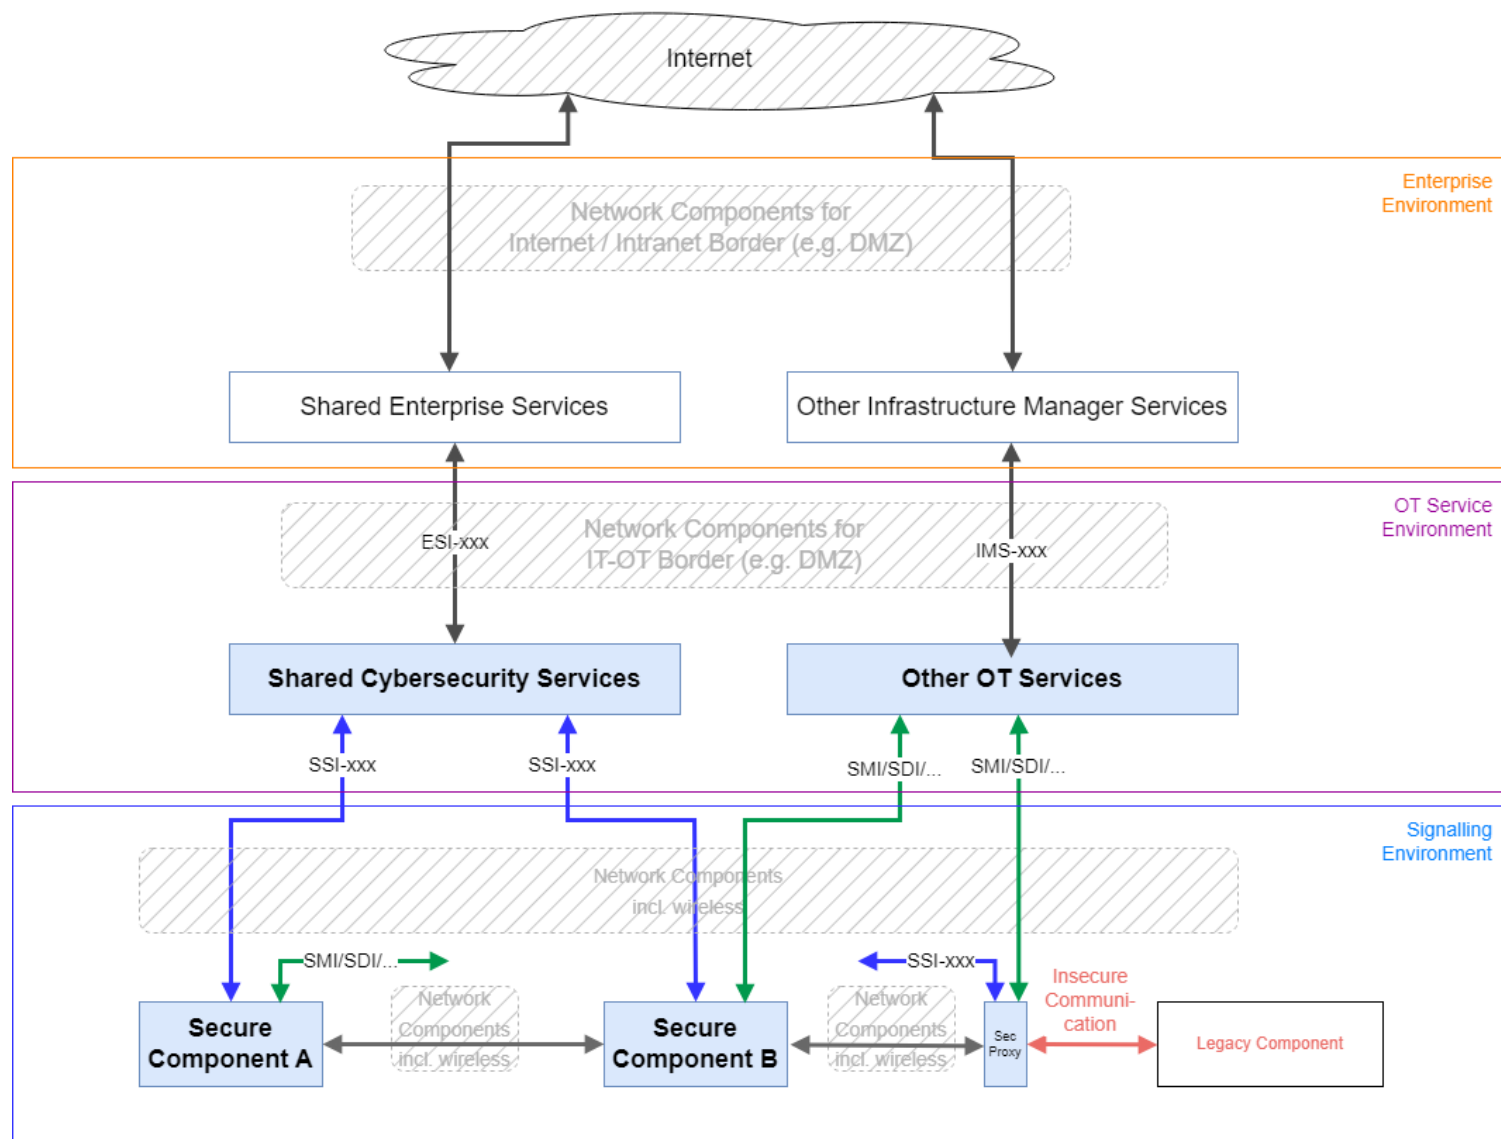 Internet
Enterprise
Environment
Network Components for
Internet / Intranet Border (e.g. DMZ)
Shared Enterprise Services
Other Infrastructure Manager Services
OT Service
Environment
Network Components for
IT-OT Border (e.g. DMZ)
ESI-xxx
IMS-xxx
Shared Cybersecurity Services
Other OT Services
SSI-xxx
SSI-xxx
SMI/SDI/...
SMI/SDI/...
Signalling
Environment
Network Components
incl. wireless
SMI/SDI/...
SSI-xxx
Insecure
Communi-
cation
Network
Components
incl. wireless
Network
Components
incl. wireless
Secure
Component A
Secure
Component B
Sec
Proxy
Legacy Component